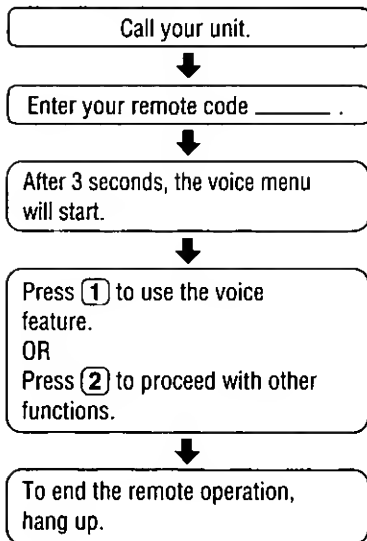 Call your unit.
Enter your remote code ______ .
After 3 seconds, the voice menu
will start.
Press 1 to use the voice
feature.
OR
Press 2 to proceed with other
functions.
To end the remote operation,
hang up.